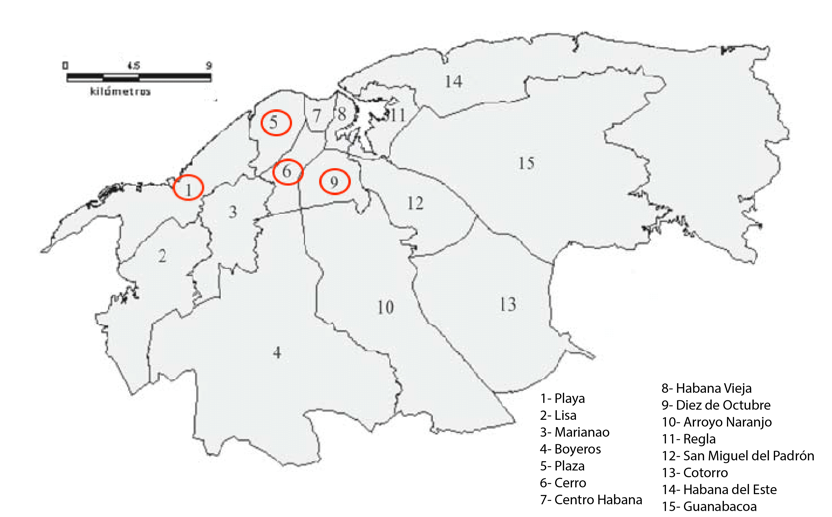 0 4.5 9
kilómetros
14
5
7
8
11
15
6
1
9
3
12
2
10
13
4
1- Playa
2- Lisa
3- Marianao
4- Boyeros
5- Plaza
6- Cerro
7- Centro Habana
8- Habana Vieja
9- Diez de Octubre
10- Arroyo Naranjo
11- Regla
12- San Miguel del Padrón
13- Cotorro
14- Habana del Este
15- Guanabacoa